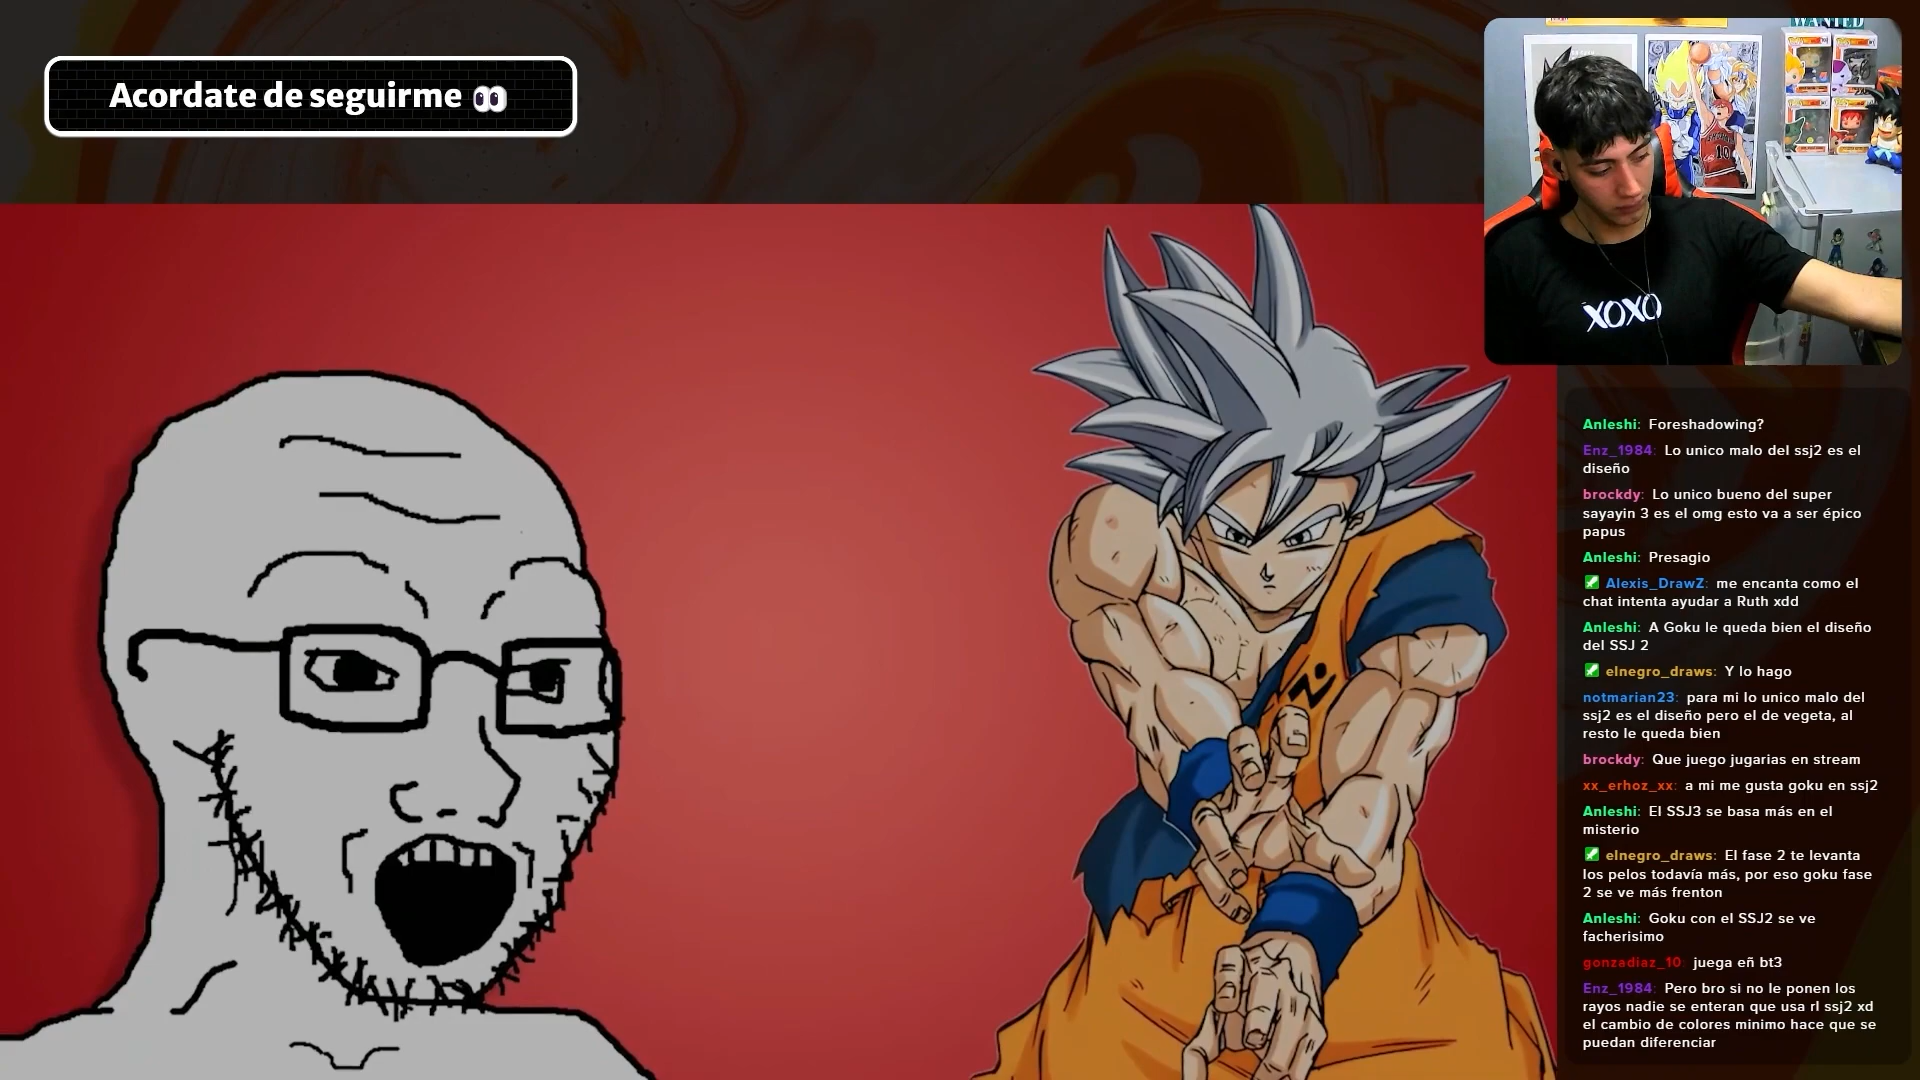 Acordate de seguirme
WANTED
10
XOXO
Anleshi: Foreshadowing?
Enz_1984: Lo unico malo del ssj2 es el
diseño
brockdy: Lo unico bueno del super
sayayin 3 es el omg esto va a ser épico
papus
Anleshi: Presagio
Alexis_DrawZ: me encanta como el
chat intenta ayudar a Ruth xdd
Anleshi: A Goku le queda bien el diseño
del SSJ 2
elnegro_draws: Y lo hago
notmarian23: para mi lo unico malo del
ssj2 es el diseño pero el de vegeta, al
resto le queda bien
brockdy: Que juego jugarias en stream
xx_erhoz_xx: a mi me gusta goku en ssj2
Anleshi: El SSJ3 se basa más en el
misterio
elnegro_draws: El fase 2 te levanta
los pelos todavía más, por eso goku fase
2 se ve más frenton
Anleshi: Goku con el SSJ2 se ve
facherisimo
gonzadiaz_10: juega eñ bt3
Enz_1984: Pero bro si no le ponen los
rayos nadie se enteran que usa rl ssj2 xd
el cambio de colores minimo hace que se
puedan diferenciar